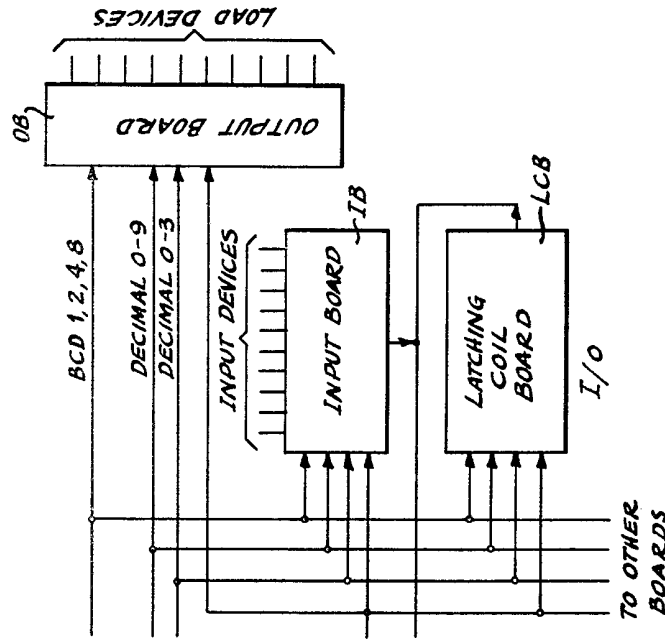 LOAD DEVICES
OB
OUTPUT BOARD
BCD 1,2,4,8
DECIMAL 0-9
DECIMAL 0-3
INPUT DEVICES
IB
INPUT BOARD
LCB
LATCHING
COIL
BOARD
I/O
TO OTHER
BOARDS